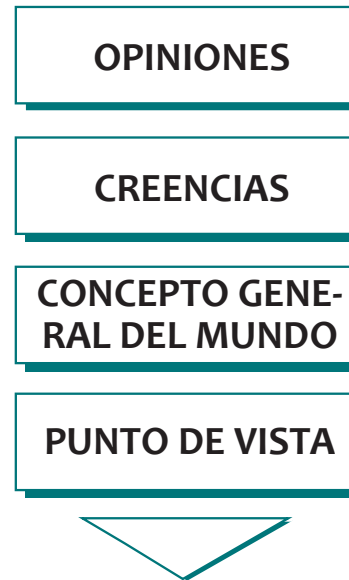 OPINIONES
CREENCIAS
CONCEPTO GENE-
RAL DEL MUNDO
PUNTO DE VISTA